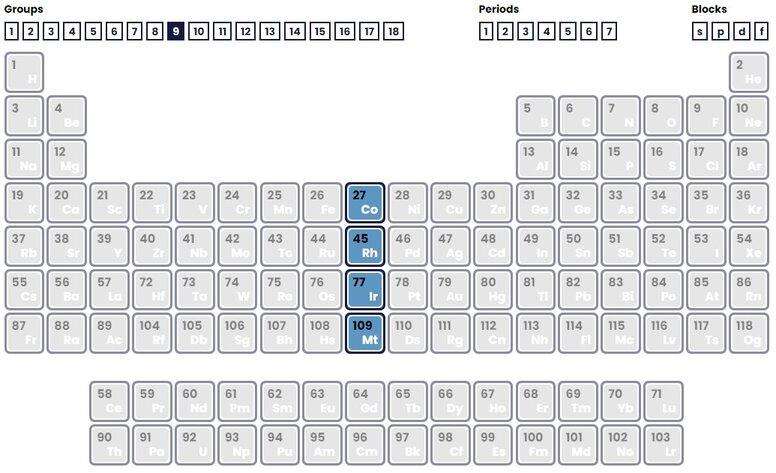 Groups Periods Blocks
1 2 3 4 5 6 7 8 9 10 11 12 13 14 15 16 17 18 1 2 3 4 5 6 7 s p d f
1 H 2 He
3 Li 4 Be 5 B 6 C 7 N 8 O 9 F 10 Ne
11 Na 12 Mg 13 Al 14 Si 15 P 16 S 17 Cl 18 Ar
19 K 20 Ca 21 Sc 22 Ti 23 V 24 Cr 25 Mn 26 Fe 27 Co 28 Ni 29 Cu 30 Zn 31 Ga 32 Ge 33 As 34 Se 35 Br 36 Kr
37 Rb 38 Sr 39 Y 40 Zr 41 Nb 42 Mo 43 Tc 44 Ru 45 Rh 46 Pd 47 Ag 48 Cd 49 In 50 Sn 51 Sb 52 Te 53 I 54 Xe
55 Cs 56 Ba 57 La 72 Hf 73 Ta 74 W 75 Re 76 Os 77 Ir 78 Pt 79 Au 80 Hg 81 Tl 82 Pb 83 Bi 84 Po 85 At 86 Rn
87 Fr 88 Ra 89 Ac 104 Rf 105 Db 106 Sg 107 Bh 108 Hs 109 Mt 110 Ds 111 Rg 112 Cn 113 Nh 114 Fl 115 Mc 116 Lv 117 Ts 118 Og
58 Ce 59 Pr 60 Nd 61 Pm 62 Sm 63 Eu 64 Gd 65 Tb 66 Dy 67 Ho 68 Er 69 Tm 70 Yb 71 Lu
90 Th 91 Pa 92 U 93 Np 94 Pu 95 Am 96 Cm 97 Bk 98 Cf 99 Es 100 Fm 101 Md 102 No 103 Lr